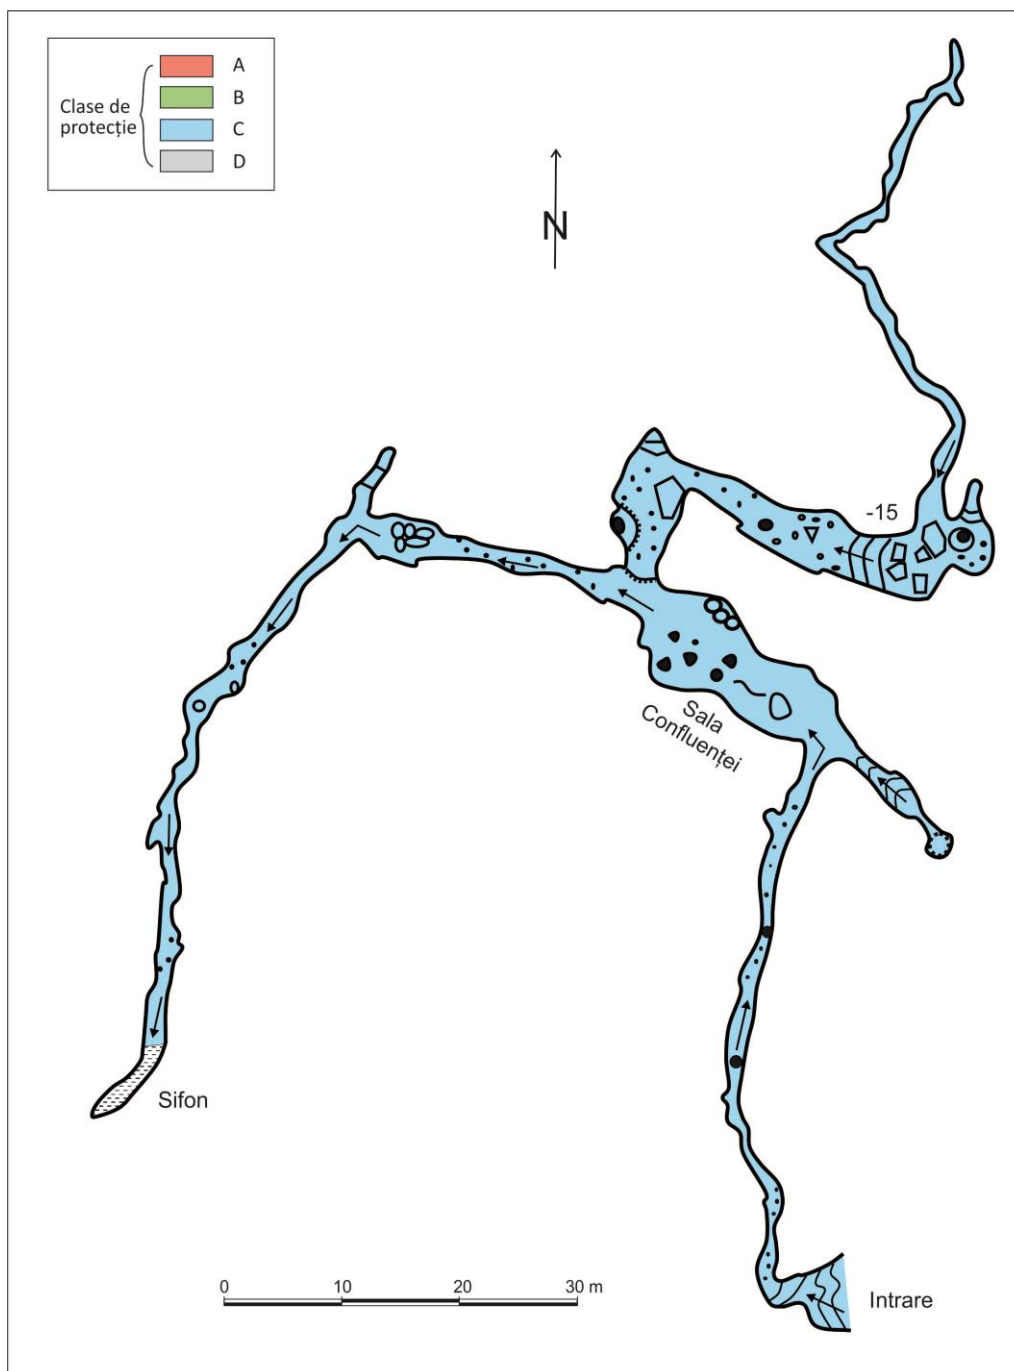 A
B
Clase de
protecție
C
D
N
-15
Sala
Confluenței
Sifon
0 10 20 30 m
Intrare